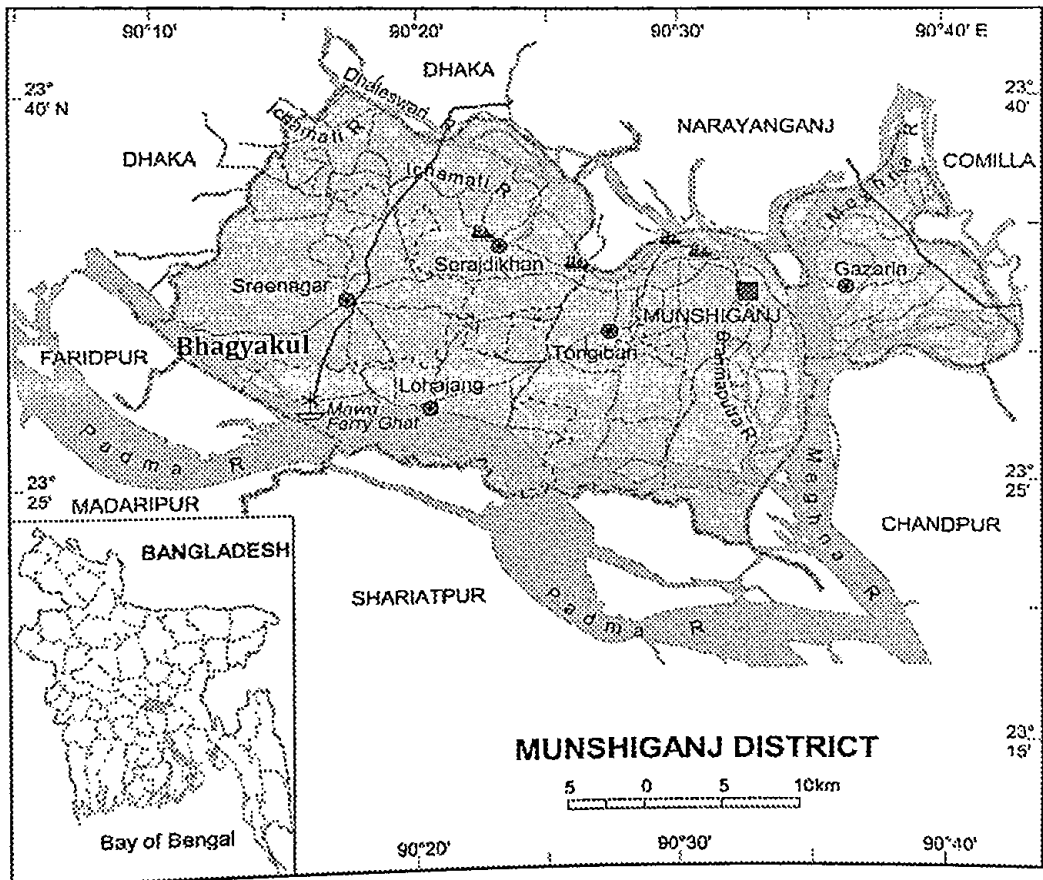 90°10'
90°20'
90°30'
90°40' E
23°
40' N
23°
40'
DHAKA
Dhaleswari R
NARAYANGANJ
COMILLA
DHAKA
Ichamati R
Ichamati R
Meghna R
Serajdikhan
Gazaria
Sreenagar
MUNSHIGANJ
Tongibari
FARIDPUR
Bhagyakul
Lohajang
Brahmaputra R
Mawa
Ferry Ghat
Padma R
23°
25'
23°
25'
MADARIPUR
Meghna R
CHANDPUR
BANGLADESH
SHARIATPUR
Padma R
23°
15'
MUNSHIGANJ DISTRICT
5 0 5 10km
Bay of Bengal
90°20'
90°30'
90°40'